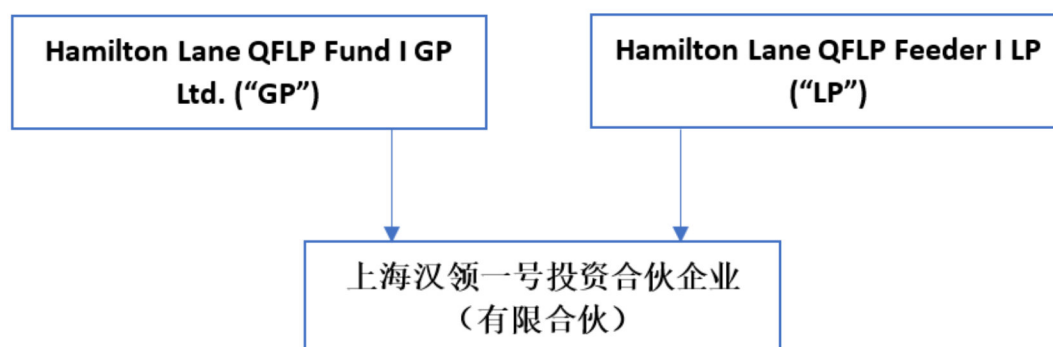 Hamilton Lane QFLP Fund I GP
Ltd. (“GP”)
Hamilton Lane QFLP Feeder I LP
(“LP”)
上海汉领一号投资合伙企业
（有限合伙）